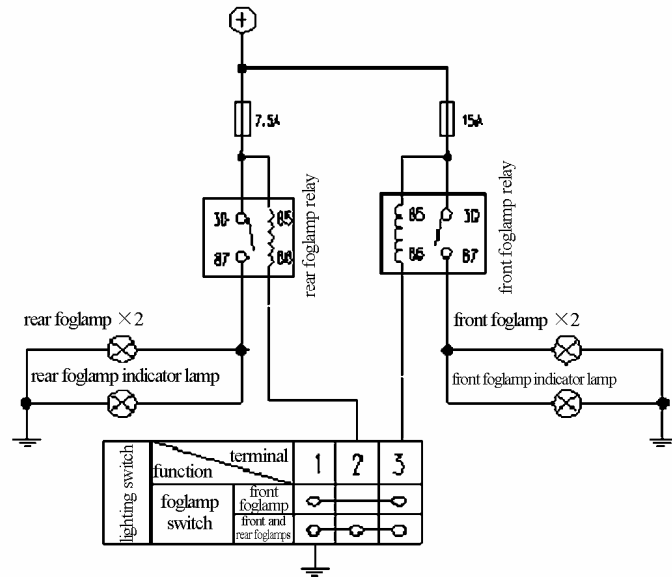 7.5A
15A
rear foglamp relay
front foglamp relay
30
85
87
86
85
30
86
87
rear foglamp ×2
front foglamp ×2
rear foglamp indicator lamp
front foglamp indicator lamp
lighting switch
terminal
function
1 2 3
foglamp switch
front foglamp
front and rear foglamps